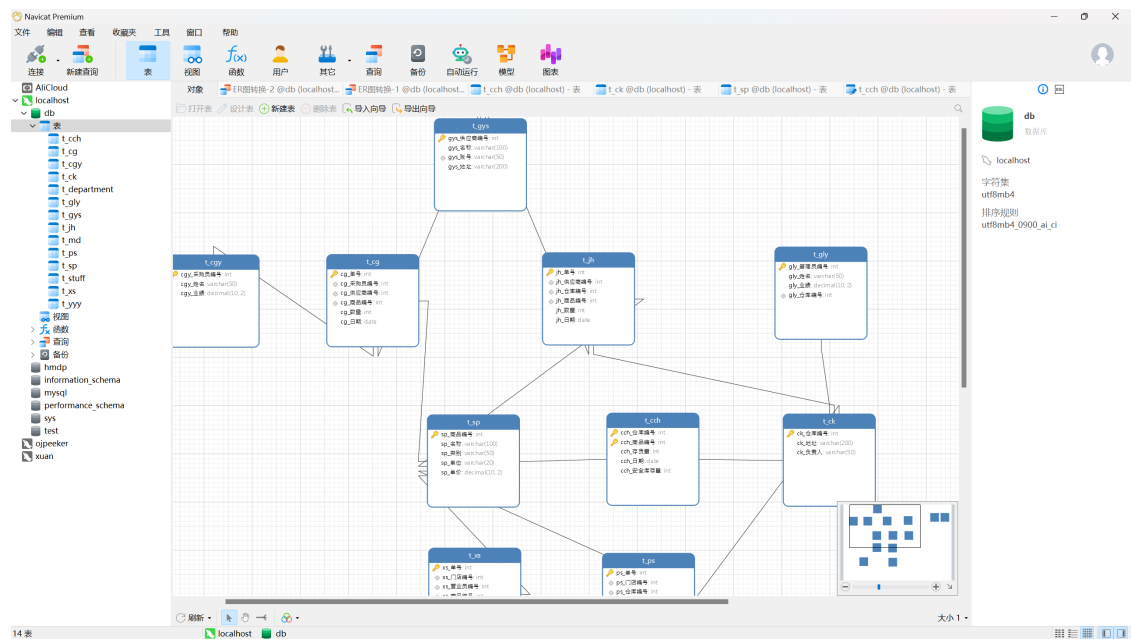 Navicat Premium
文件 编辑 查看 收藏夹 工具 窗口 帮助
连接 新建查询 表 视图 函数 用户 其它 查询 备份 自动运行 模型 图表
f(x)
对象 ER图转换-2 @db (localhost... ER图转换-1 @db (localhost... t_cch @db (localhost) - 表 t_ck @db (localhost) - 表 t_sp @db (localhost) - 表 t_cch @db (localhost) - 表
打开表 设计表 新建表 删除表 导入向导 导出向导
AliCloud
localhost
db
表
t_cch
t_cg
t_cgy
t_ck
t_department
t_gly
t_gys
t_jh
t_md
t_ps
t_sp
t_stuff
t_xs
t_yyy
视图
函数
查询
备份
hmdp
information_schema
mysql
performance_schema
sys
test
ojpeeker
xuan
t_gys
gys_供应商编号: int
gys_名称: varchar(100)
gys_账号: varchar(50)
gys_地址: varchar(200)
t_cgy
cgy_采购员编号: int
cgy_姓名: varchar(50)
cgy_业绩: decimal(10, 2)
t_cg
cg_单号: int
cg_采购员编号: int
cg_供应商编号: int
cg_商品编号: int
cg_数量: int
cg_日期: date
t_jh
jh_单号: int
jh_供应商编号: int
jh_仓库编号: int
jh_商品编号: int
jh_数量: int
jh_日期: date
t_gly
gly_管理员编号: int
gly_姓名: varchar(50)
gly_业绩: decimal(10, 2)
gly_仓库编号: int
t_sp
sp_商品编号: int
sp_名称: varchar(100)
sp_类别: varchar(50)
sp_单位: varchar(20)
sp_单价: decimal(10, 2)
t_cch
cch_仓库编号: int
cch_商品编号: int
cch_存货量: int
cch_日期: date
cch_安全库存量: int
t_ck
ck_仓库编号: int
ck_地址: varchar(200)
ck_负责人: varchar(50)
t_xs
xs_单号: int
xs_门店编号: int
xs_营业员编号: int
t_ps
ps_单号: int
ps_门店编号: int
ps_仓库编号: int
db
数据库
localhost
字符集
utf8mb4
排序规则
utf8mb4_0900_ai_ci
刷新
大小 1
14 表
localhost db